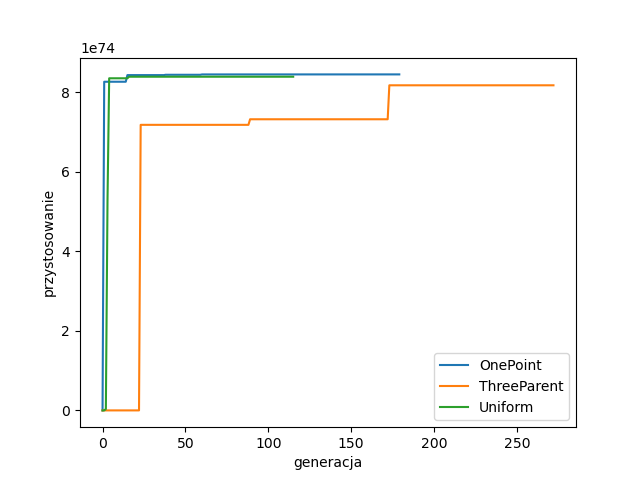 1e74
8
6
4
2
0
przystosowanie
0 50 100 150 200 250
generacja
OnePoint
ThreeParent
Uniform